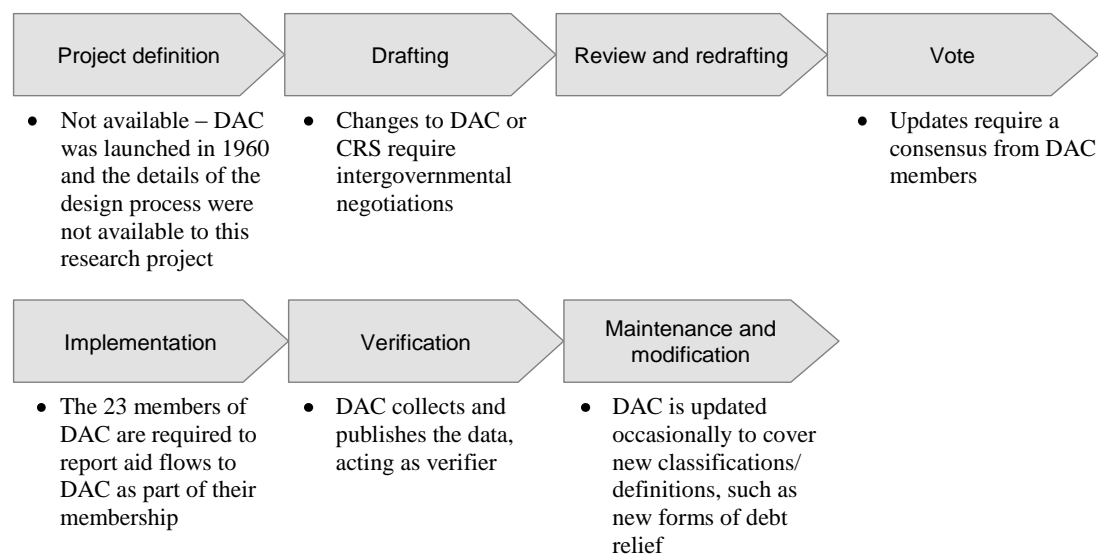 Project definition
Drafting
Review and redrafting
Vote
• Not available – DAC
was launched in 1960
and the details of the
design process were
not available to this
research project
• Changes to DAC or
CRS require
intergovernmental
negotiations
• Updates require a
consensus from DAC
members
Implementation
Verification
Maintenance and
modification
• The 23 members of
DAC are required to
report aid flows to
DAC as part of their
membership
• DAC collects and
publishes the data,
acting as verifier
• DAC is updated
occasionally to cover
new classifications/
definitions, such as
new forms of debt
relief